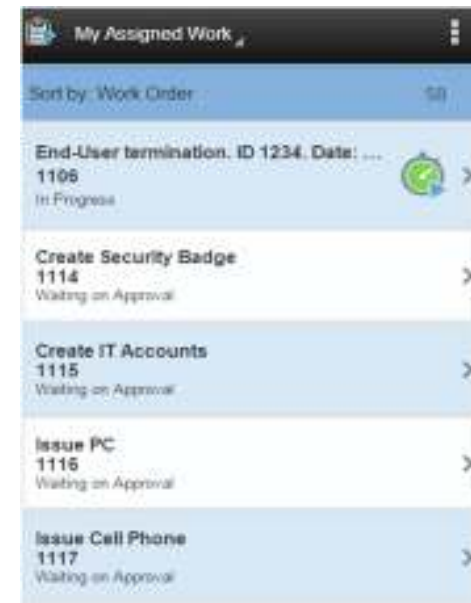 My Assigned Work
Sort by: Work Order 50
End-User termination. ID 1234. Date: ...
1106
In Progress
Create Security Badge
1114
Waiting on Approval
Create IT Accounts
1115
Waiting on Approval
Issue PC
1116
Waiting on Approval
Issue Cell Phone
1117
Waiting on Approval